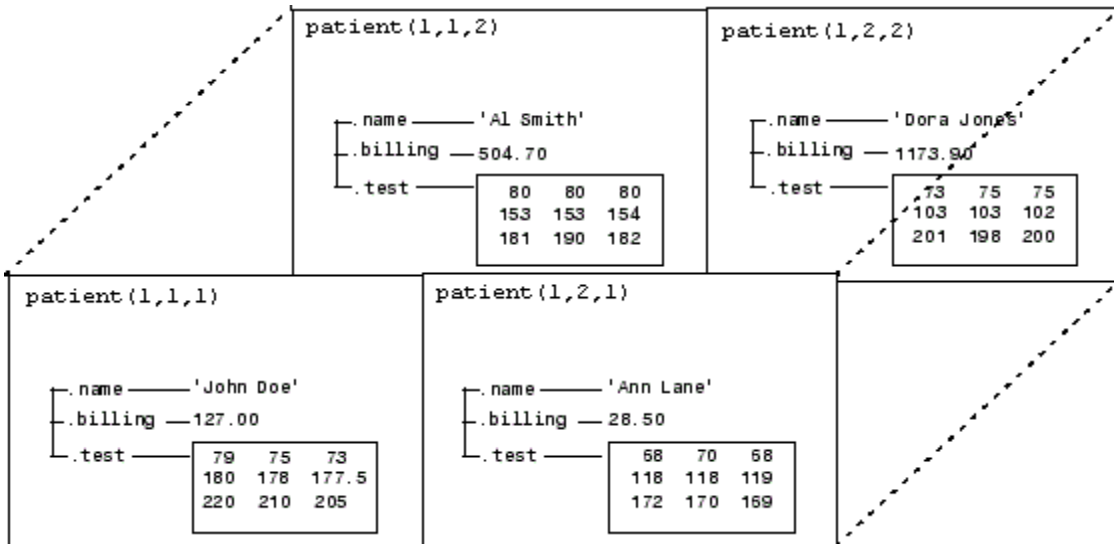 patient(1,1,2)
.name 'Al Smith'
.billing 504.70
.test
80 80 80
153 153 154
181 190 182
patient(1,2,2)
.name 'Dora Jones'
.billing 1173.90
.test
73 75 75
103 103 102
201 198 200
patient(1,1,1)
.name 'John Doe'
.billing 127.00
.test
79 75 73
180 178 177.5
220 210 205
patient(1,2,1)
.name 'Ann Lane'
.billing 28.50
.test
68 70 68
118 118 119
172 170 169